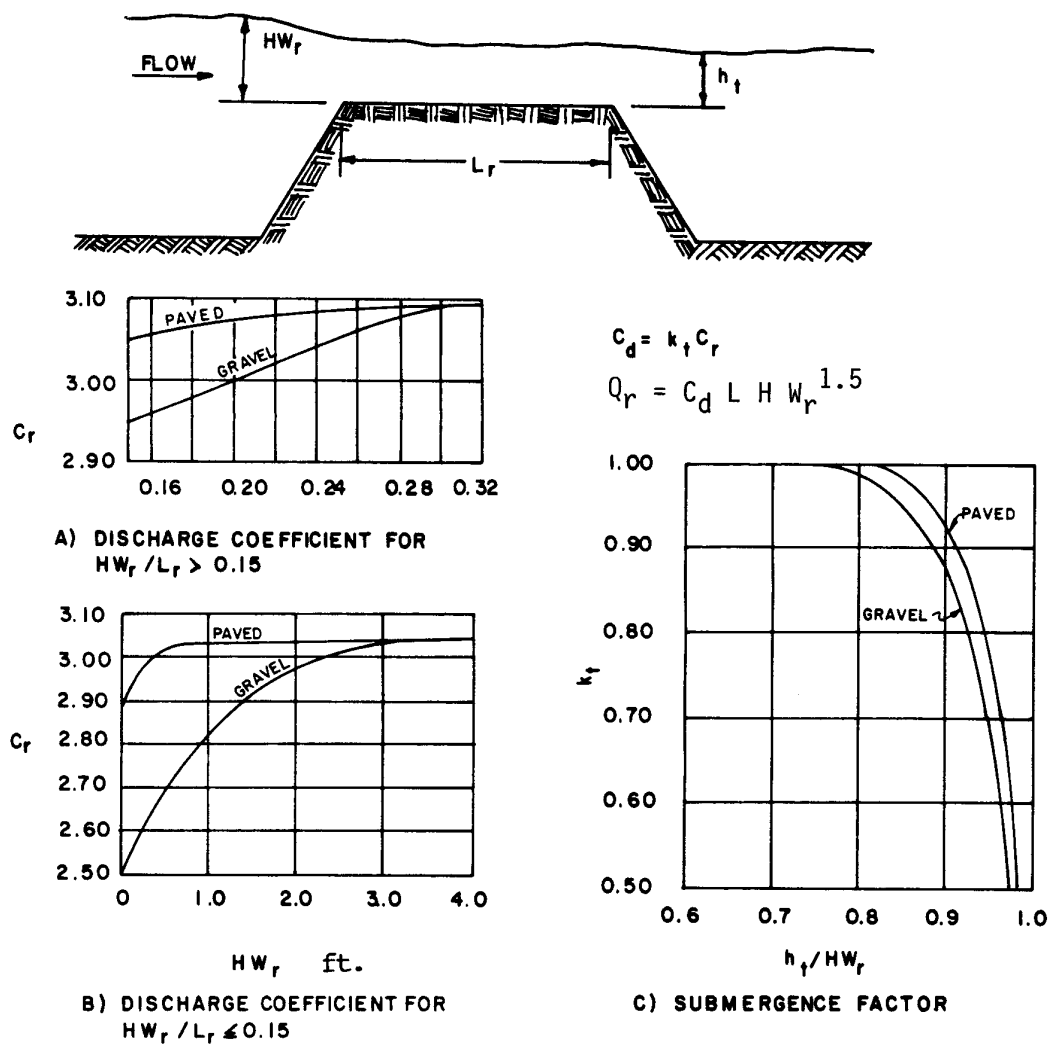 HWr
FLOW
ht
Lr
3.10
PAVED
GRAVEL
3.00
Cr
2.90
0.16 0.20 0.24 0.28 0.32
A) DISCHARGE COEFFICIENT FOR
HWr/Lr > 0.15
Cd = kt Cr
Qr = Cd L H Wr^1.5
3.10
PAVED
3.00
GRAVEL
2.90
Cr
2.80
2.70
2.60
2.50
0 1.0 2.0 3.0 4.0
HWr ft.
B) DISCHARGE COEFFICIENT FOR
HWr/Lr ≤ 0.15
1.00
PAVED
0.90
GRAVEL
0.80
kt
0.70
0.60
0.50
0.6 0.7 0.8 0.9 1.0
ht/HWr
C) SUBMERGENCE FACTOR